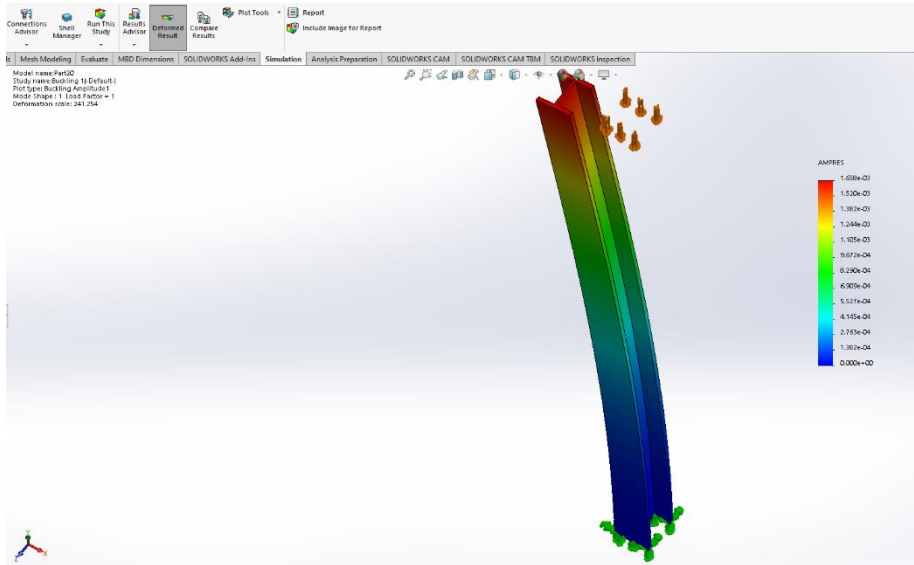 Connections Advisor
Shell Manager
Run This Study
Results Advisor
Deformed Result
Compare Results
Plot Tools
Report
Include Image for Report
ls
Mesh Modeling
Evaluate
MBD Dimensions
SOLIDWORKS Add-Ins
Simulation
Analysis Preparation
SOLIDWORKS CAM
SOLIDWORKS CAM TBM
SOLIDWORKS Inspection
Model name:Part20
Study name:Buckling 1(-Default-)
Plot type: Buckling Amplitude1
Mode Shape : 1 Load Factor = 1
Deformation scale: 241.254
AMPRES
1.658e-03
1.520e-03
1.382e-03
1.244e-03
1.105e-03
9.672e-04
8.290e-04
6.909e-04
5.527e-04
4.145e-04
2.763e-04
1.382e-04
0.000e+00
Y
X
Z